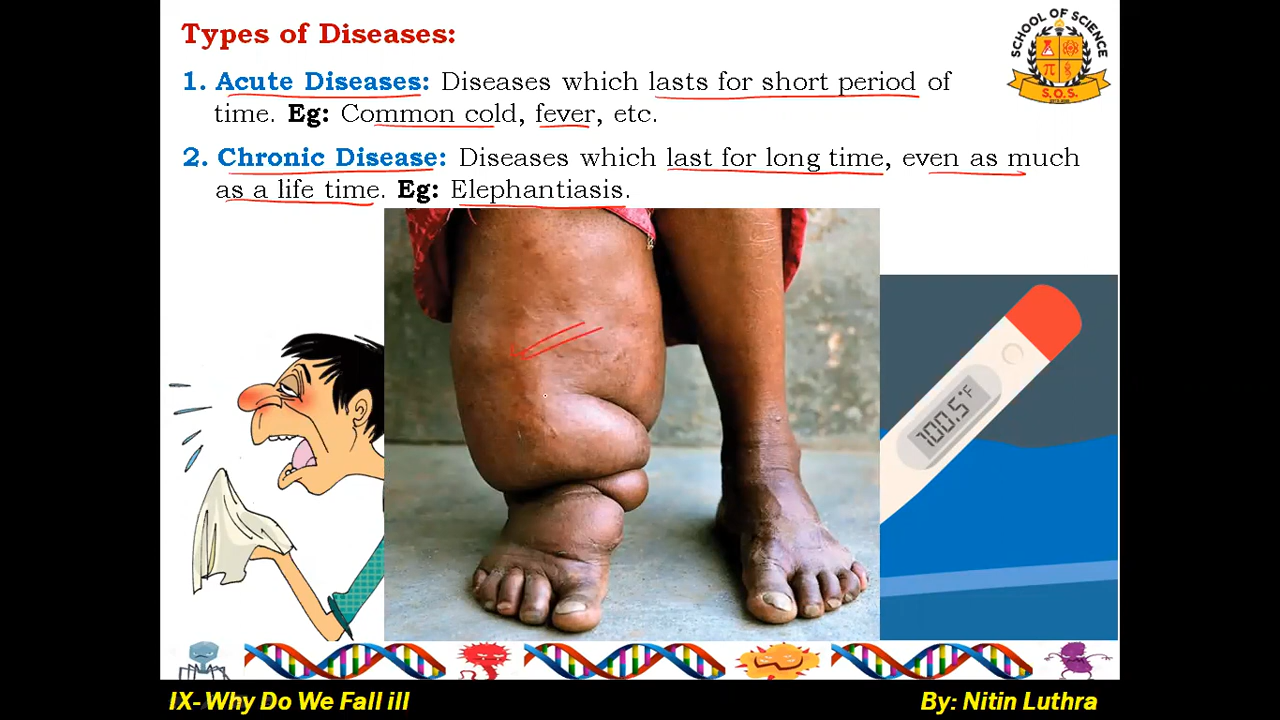 Types of Diseases:
1. Acute Diseases: Diseases which lasts for short period of
time. Eg: Common cold, fever, etc.
2. Chronic Disease: Diseases which last for long time, even as much
as a life time. Eg: Elephantiasis.
SCHOOL OF SCIENCE
π
S.O.S.
100.5°F
IX-Why Do We Fall ill
By: Nitin Luthra